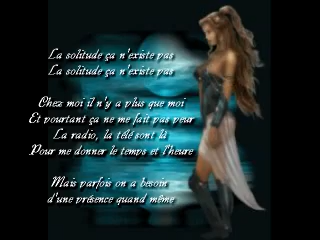 La solitude ça n'existe pas
La solitude ça n'existe pas
Chez moi il n'y a plus que moi
Et pourtant ça ne me fait pas peur
La radio, la télé sont là
Pour me donner le temps et l'heure
Mais parfois on a besoin
d'une présence quand même